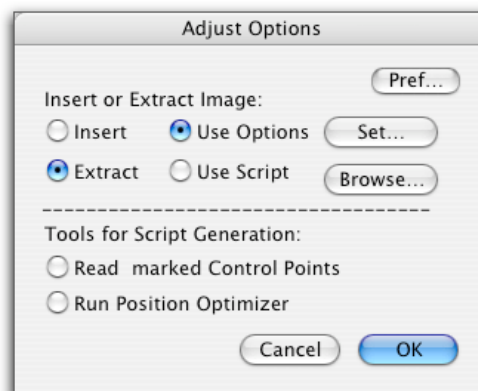 Adjust Options
Pref...
Insert or Extract Image:
Insert Use Options Set...
Extract Use Script Browse...
Tools for Script Generation:
Read marked Control Points
Run Position Optimizer
Cancel OK